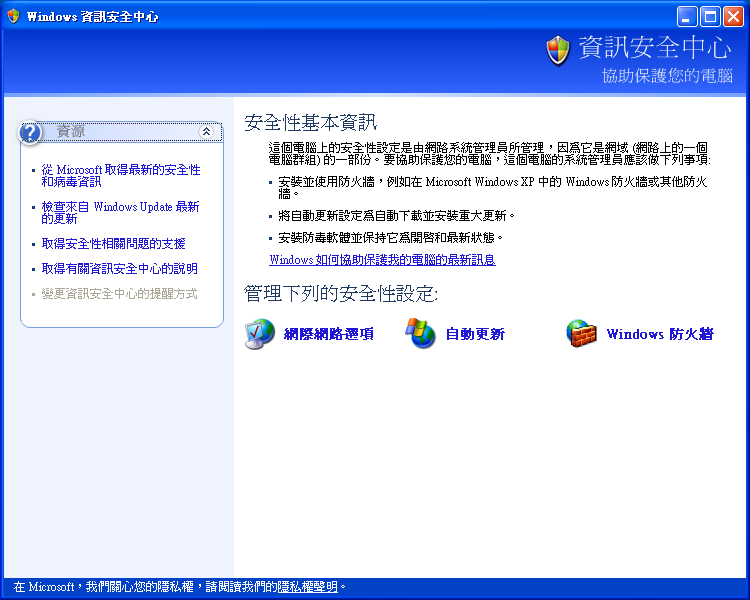 Windows 資訊安全中心
資訊安全中心
協助保護您的電腦
資源
從 Microsoft 取得最新的安全性
和病毒資訊
檢查來自 Windows Update 最新
的更新
取得安全性相關問題的支援
取得有關資訊安全中心的說明
變更資訊安全中心的提醒方式
安全性基本資訊
這個電腦上的安全性設定是由網路系統管理員所管理，因為它是網域 (網路上的一個
電腦群組) 的一部份。要協助保護您的電腦，這個電腦的系統管理員應該做下列事項:
• 安裝並使用防火牆，例如在 Microsoft Windows XP 中的 Windows 防火牆或其他防火
牆。
• 將自動更新設定為自動下載並安裝重大更新。
• 安裝防毒軟體並保持它為開啟和最新狀態。
Windows 如何協助保護我的電腦的最新訊息
管理下列的安全性設定:
網際網路選項
自動更新
Windows 防火牆
在 Microsoft，我們關心您的隱私權，請閱讀我們的隱私權聲明。